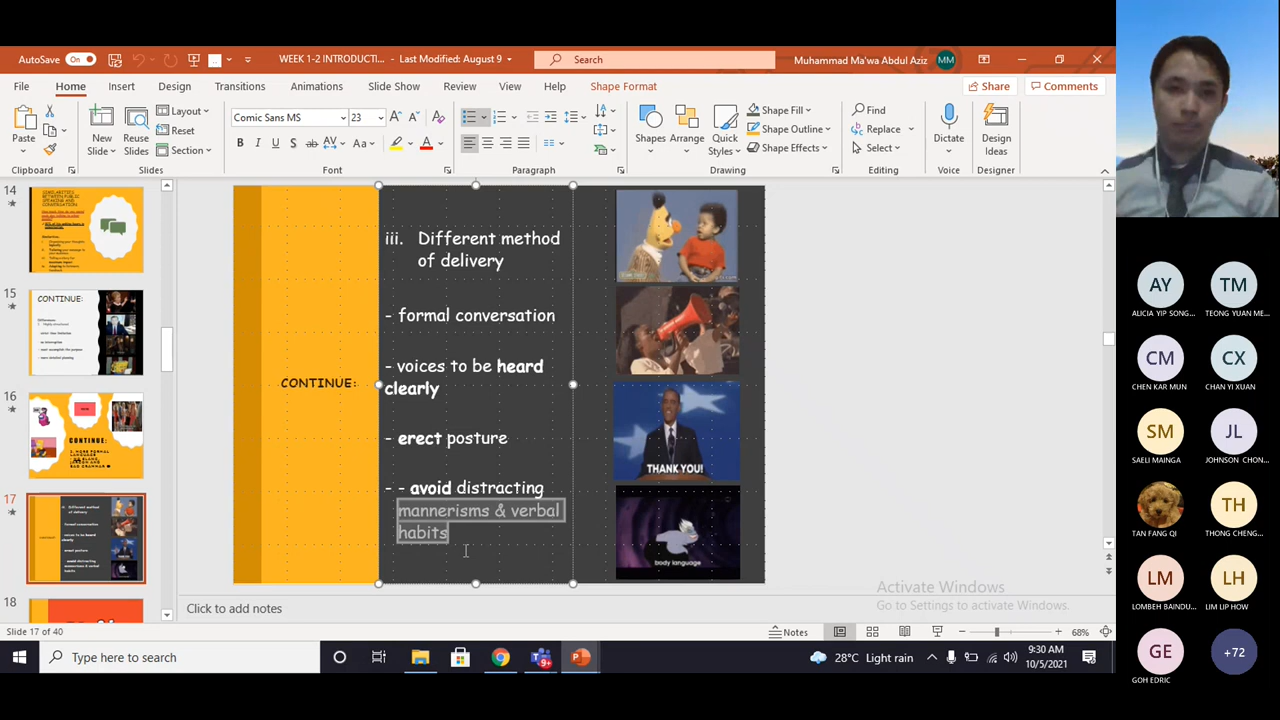 AutoSave On WEEK 1-2 INTRODUCTI... - Last Modified: August 9 Search Muhammad Ma'wa Abdul Aziz MM
File Home Insert Design Transitions Animations Slide Show Review View Help Shape Format Share Comments
Paste New Slide Reuse Slides Layout Reset Section Comic Sans MS 23 Shapes Arrange Quick Styles Shape Fill Shape Outline Shape Effects Find Replace Select Dictate Design Ideas
Clipboard Slides Font Paragraph Drawing Editing Voice Designer
14
15
CONTINUE:
16
CONTINUE:
17
18
CONTINUE:
iii. Different method
of delivery
- formal conversation
- voices to be heard
clearly
- erect posture
- - avoid distracting
mannerisms & verbal
habits
THANK YOU!
body language
Click to add notes
Activate Windows
Go to Settings to activate Windows.
Slide 17 of 40 Notes 68%
Type here to search
28°C Light rain
9:30 AM
10/5/2021
AY TM
ALICIA YIP SONG... TEONG YUAN ME...
CM CX
CHEN KAR MUN CHAN YI XUAN
SM JL
SAELI MAINGA JOHNSON CHON...
TH
TAN FANG QI THONG CHENG...
LM LH
LOMBEH BAINDU... LIM LIP HOW
GE +72
GOH EDRIC